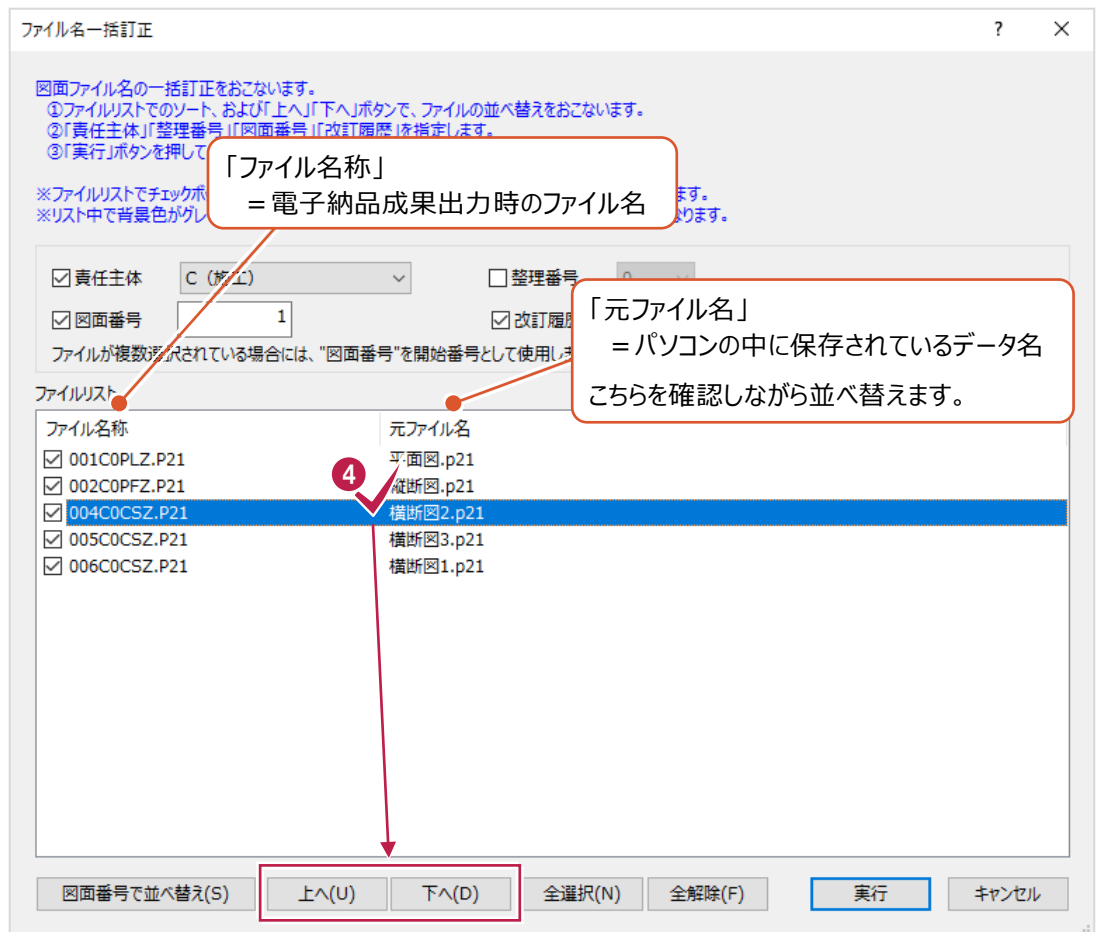 ファイル名一括訂正
?
図面ファイル名の一括訂正をおこないます。
①ファイルリストでのソート、および「上へ」「下へ」ボタンで、ファイルの並べ替えをおこないます。
②「責任主体」「整理番号」「図面番号」「改訂履歴」を指定します。
③「実行」ボタンを押して
「ファイル名称」
=電子納品成果出力時のファイル名
※ファイルリストでチェックボ
ます。
※リスト中で背景色がグレ
ります。
責任主体
C(施工)
整理番号
図面番号
1
改訂履
ファイルが複数選択されている場合には、"図面番号"を開始番号として使用し
「元ファイル名」
=パソコンの中に保存されているデータ名
こちらを確認しながら並べ替えます。
ファイルリスト
ファイル名称 元ファイル名
001C0PLZ.P21 平面図.p21
002C0PFZ.P21 縦断図.p21
4
004C0CSZ.P21 横断図2.p21
005C0CSZ.P21 横断図3.p21
006C0CSZ.P21 横断図1.p21
図面番号で並べ替え(S) 上へ(U) 下へ(D) 全選択(N) 全解除(F) 実行 キャンセル